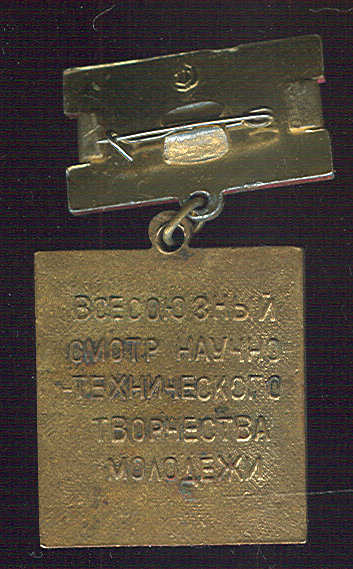 ВСЕСОЮЗНЫЙ
СМОТР НАУЧНО
-ТЕХНИЧЕСКОГО
ТВОРЧЕСТВА
МОЛОДЕЖИ